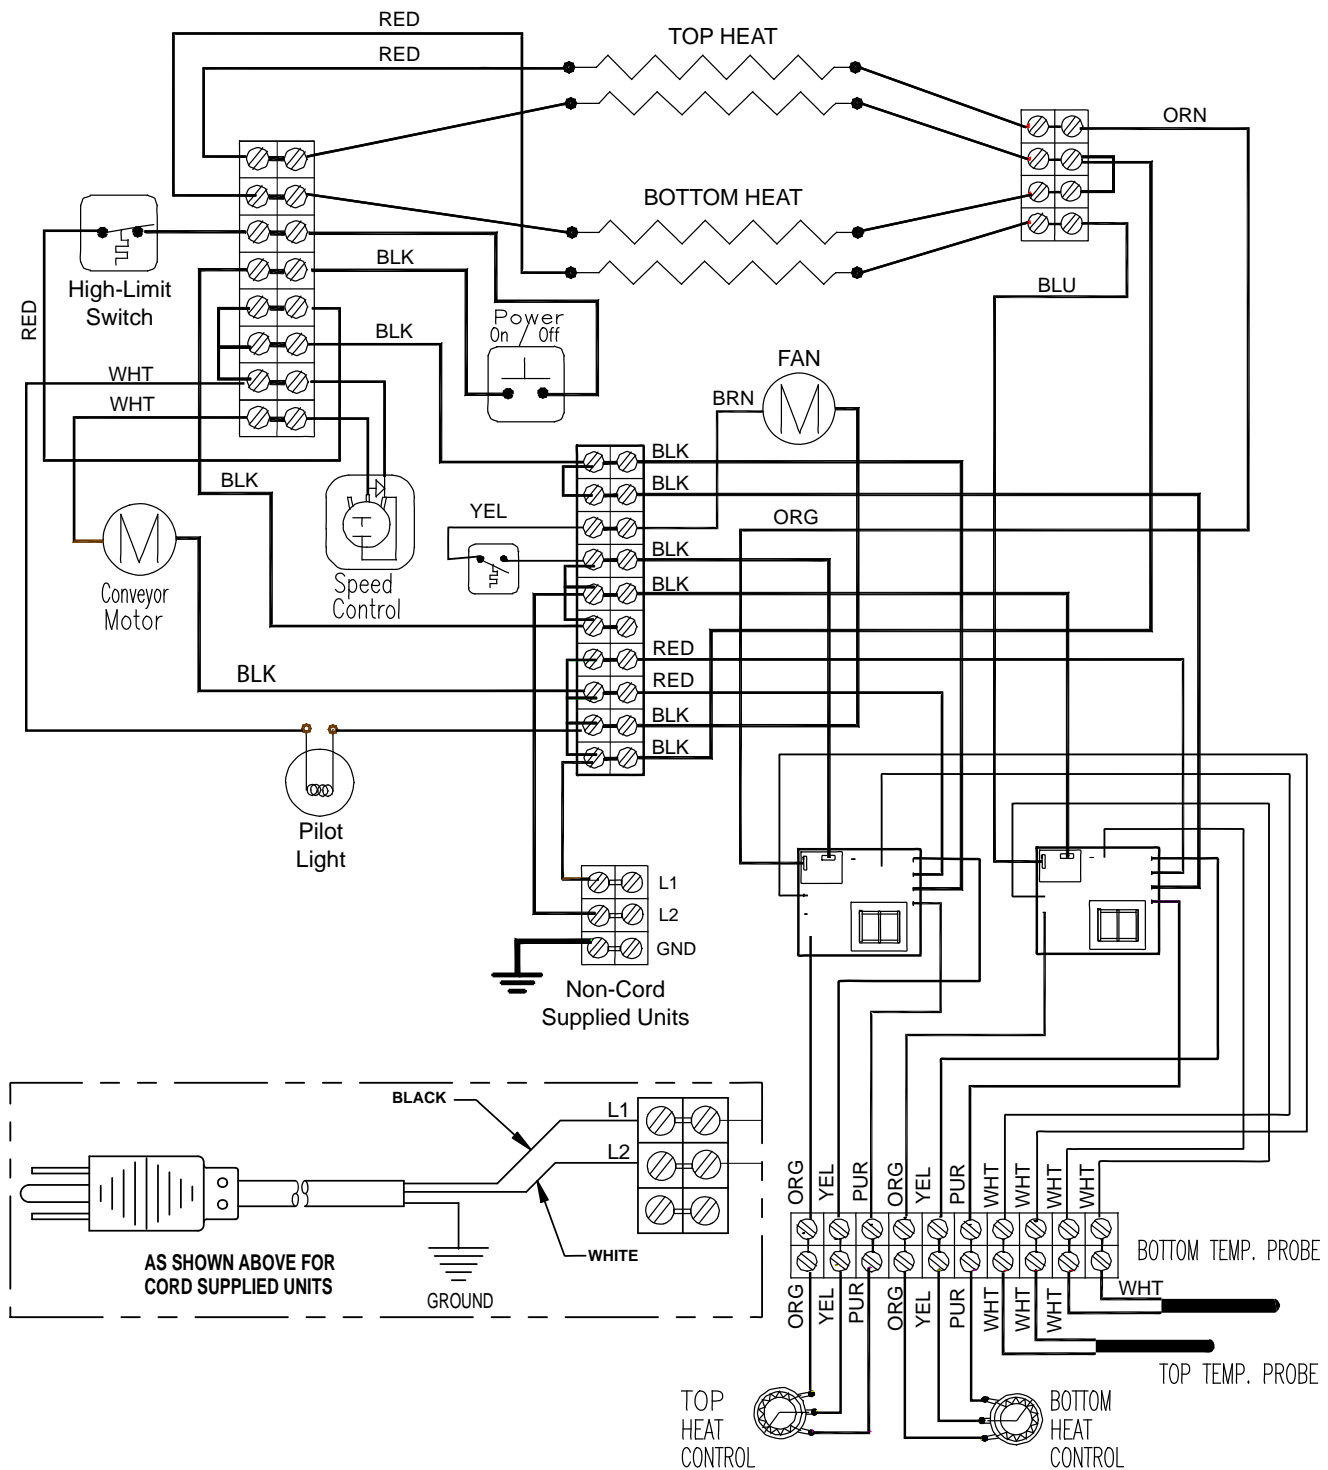 RED
TOP HEAT
RED
ORN
BOTTOM HEAT
BLK
BLU
High-Limit
Switch
RED
Power
On / Off
BLK
FAN
WHT
BRN
WHT
BLK
BLK
BLK
YEL
ORG
BLK
Speed
Control
BLK
Conveyor
Motor
RED
BLK
RED
BLK
BLK
Pilot
Light
L1
L2
GND
Non-Cord
Supplied Units
BLACK
L1
L2
WHITE
AS SHOWN ABOVE FOR
CORD SUPPLIED UNITS
GROUND
ORG
YEL
PUR
ORG
YEL
PUR
WHT
WHT
WHT
WHT
BOTTOM TEMP. PROBE
ORG
YEL
PUR
ORG
YEL
PUR
WHT
WHT
WHT
WHT
TOP TEMP. PROBE
TOP
HEAT
CONTROL
BOTTOM
HEAT
CONTROL